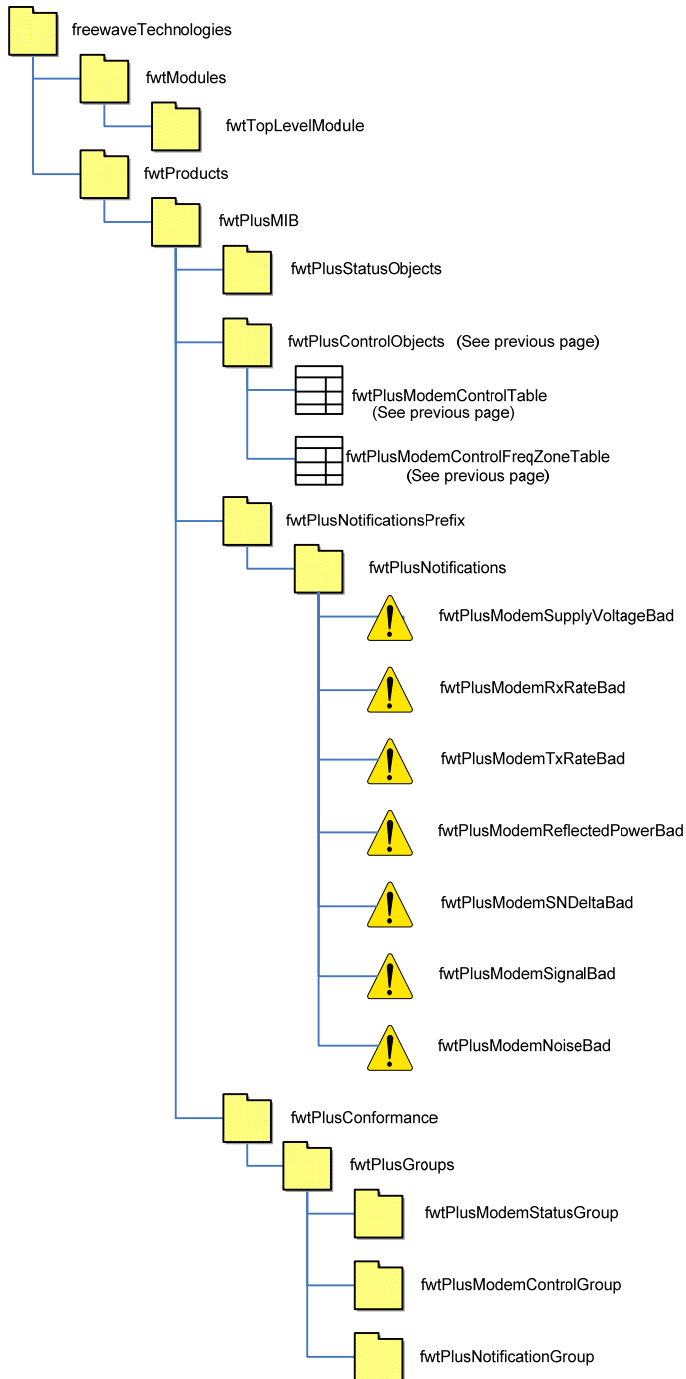 freewaveTechnologies
fwtModules
fwtTopLevelModule
fwtProducts
fwtPlusMIB
fwtPlusStatusObjects
fwtPlusControlObjects (See previous page)
fwtPlusModemControlTable
(See previous page)
fwtPlusModemControlFreqZoneTable
(See previous page)
fwtPlusNotificationsPrefix
fwtPlusNotifications
fwtPlusModemSupplyVoltageBad
fwtPlusModemRxRateBad
fwtPlusModemTxRateBad
fwtPlusModemReflectedPowerBad
fwtPlusModemSNDeltaBad
fwtPlusModemSignalBad
fwtPlusModemNoiseBad
fwtPlusConformance
fwtPlusGroups
fwtPlusModemStatusGroup
fwtPlusModemControlGroup
fwtPlusNotificationGroup